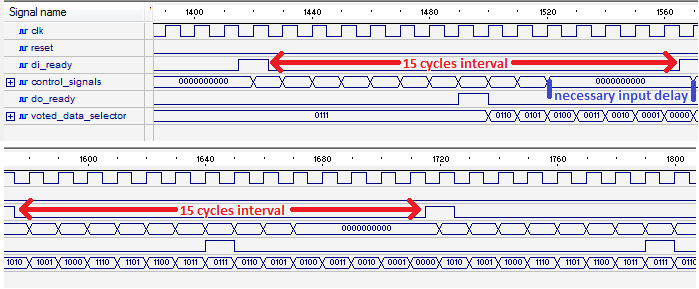 Signal name 1400 1440 1480 1520 1560
clk
reset
di_ready 15 cycles interval
control_signals 0000000000 0000000000
do_ready necessary input delay
voted_data_selector 0111 0110 0101 0100 0011 0010 0001 0000
1600 1640 1680 1720 1760 1800
15 cycles interval
0000000000
1010 1001 1000 1110 1101 1100 1011 0111 0110 0101 0100 0011 0010 0001 0000 1010 1001 1000 1110 1101 1100 1011 0111